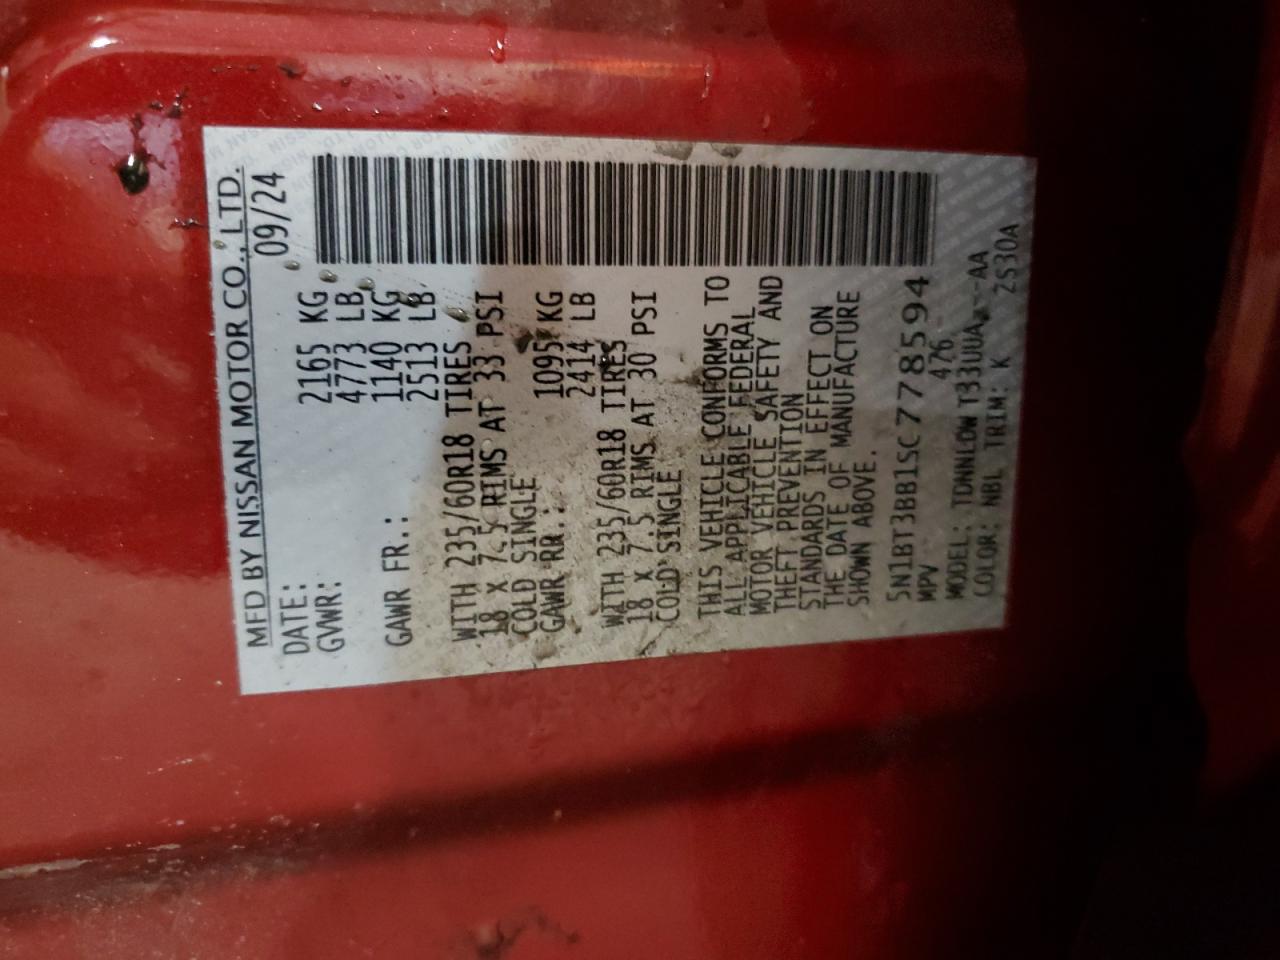 MFD BY NISSAN MOTOR CO., LTD.
DATE: 09/24
GVWR: 2165 KG
4773 LB
GAWR FR.: 1140 KG
2513 LB
WITH 235/60R18 TIRES
18 X 7.5 RIMS AT 33 PSI
COLD SINGLE
GAWR RR.: 1095 KG
2414 LB
WITH 235/60R18 TIRES
18 X 7.5 RIMS AT 30 PSI
COLD SINGLE
THIS VEHICLE CONFORMS TO
ALL APPLICABLE FEDERAL
MOTOR VEHICLE SAFETY AND
THEFT PREVENTION
STANDARDS IN EFFECT ON
THE DATE OF MANUFACTURE
SHOWN ABOVE.
5N1BT3BB1SC778594
MPV 476
MODEL: TDNNLDW T33UUA--AA
COLOR: NBL TRIM: K 2S30A